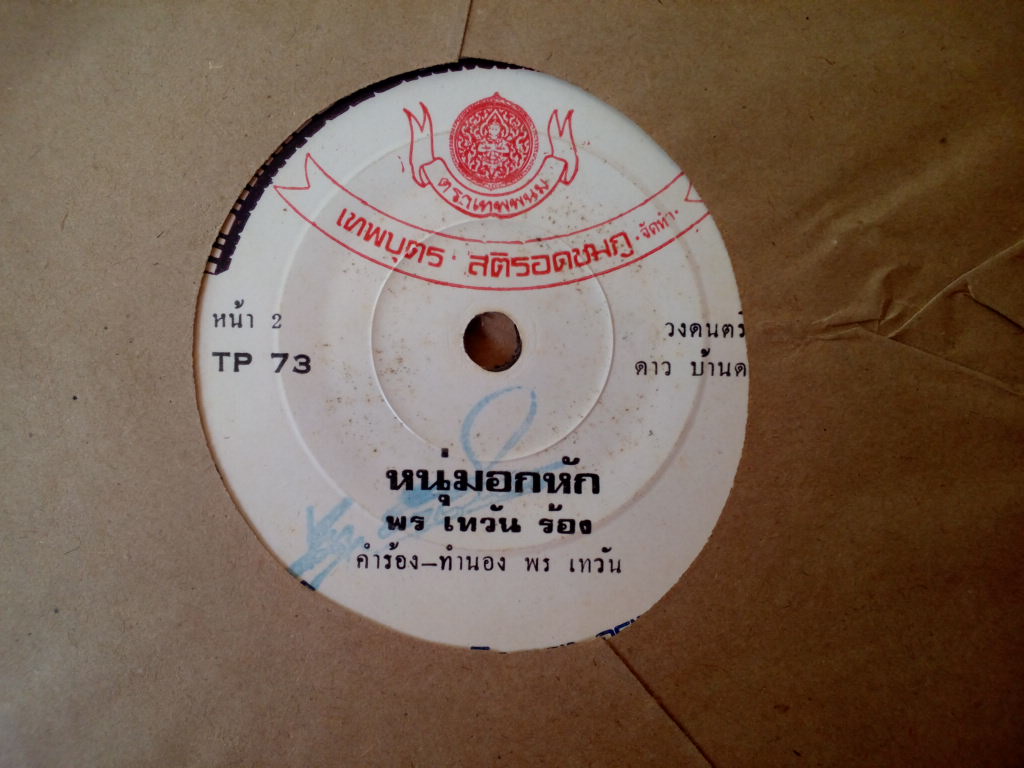 ตราเทพพนม
เทพบุตร · สติรอดชมภู · จัดทำ ·
หน้า 2
TP 73
วงดนตรี
ดาว บ้านด
หนุ่มอกหัก
พร เทวัน ร้อง
คำร้อง–ทำนอง พร เทวัน